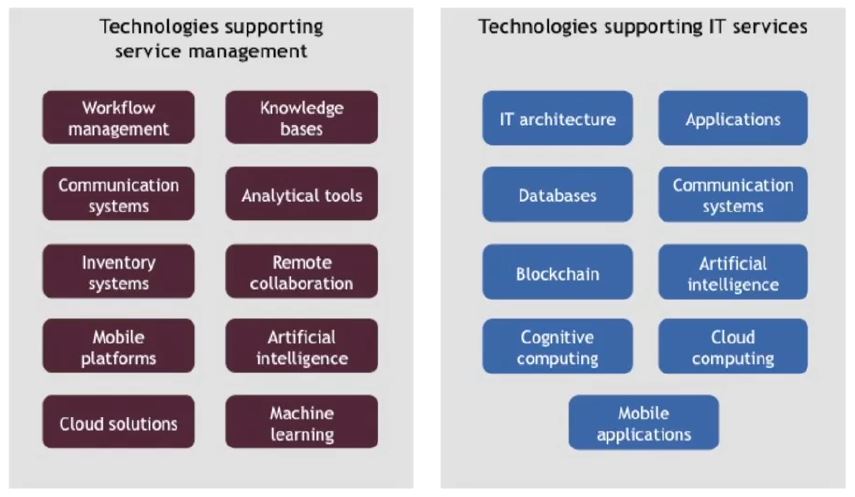 Technologies supporting
service management
Workflow
management
Knowledge
bases
Communication
systems
Analytical tools
Inventory
systems
Remote
collaboration
Mobile
platforms
Artificial
intelligence
Cloud solutions
Machine
learning
Technologies supporting IT services
IT architecture
Applications
Databases
Communication
systems
Blockchain
Artificial
intelligence
Cognitive
computing
Cloud
computing
Mobile
applications